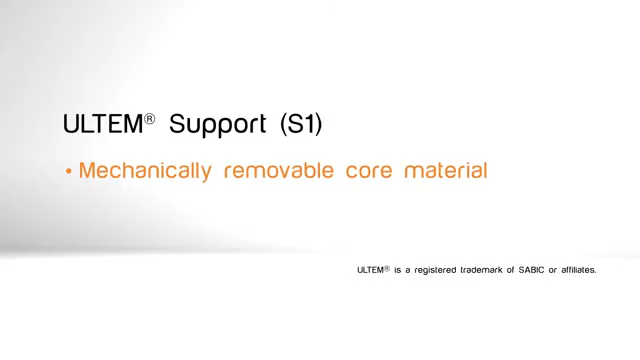 ULTEM® Support (S1)
• Mechanically removable core material
ULTEM® is a registered trademark of SABIC or affiliates.